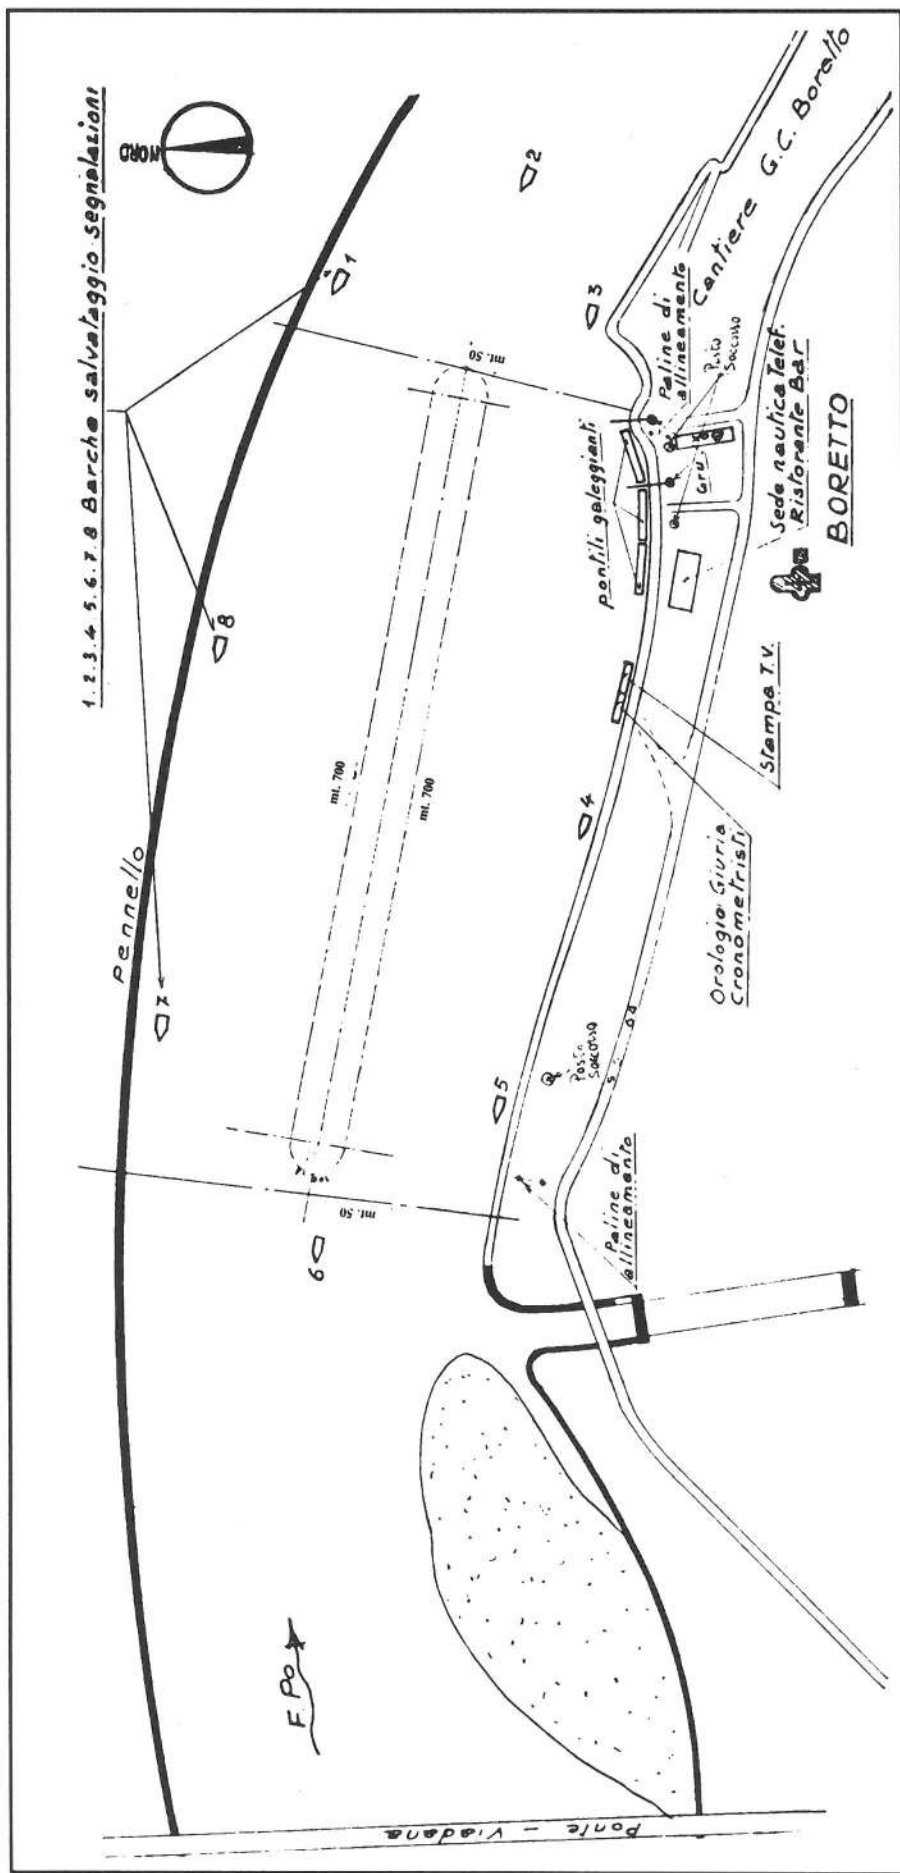 1.2.3.4.5.6.7.8 Barche salvataggio segnalazioni
NORD
Pennello
7
8
1
2
3
4
5
6
mt. 700
mt. 700
mt. 50
mt. 50
F. Po
Ponte - Viadana
pontili galeggianti
Paline di
allineamento
Cantiere G.C. Boretto
Posto
Soccorso
Gru
Sede nautica Telef.
Ristorante Bar
BORETTO
Stampa T.V.
Orologio Giuria
Cronometristi
Posto
Soccorso
Paline di
allineamento